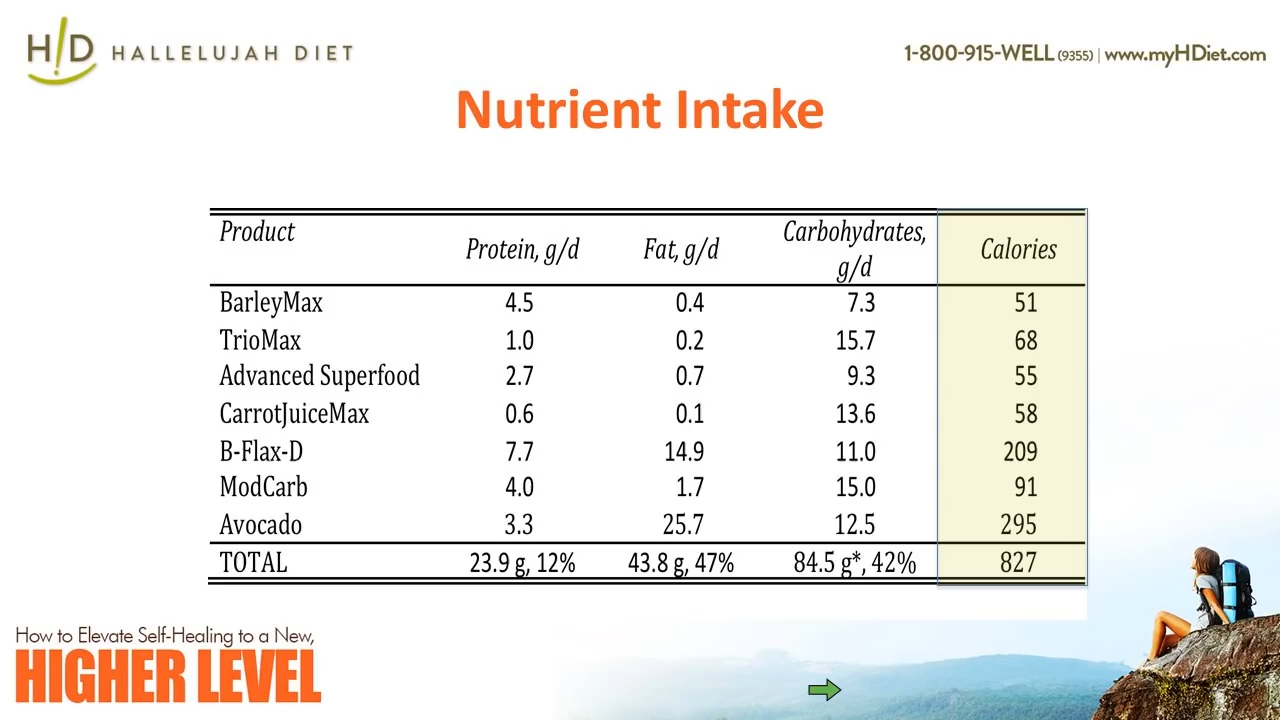 H!D HALLELUJAH DIET
1-800-915-WELL (9355) | www.myHDiet.com
Nutrient Intake
Product Protein, g/d Fat, g/d Carbohydrates, g/d Calories
BarleyMax 4.5 0.4 7.3 51
TrioMax 1.0 0.2 15.7 68
Advanced Superfood 2.7 0.7 9.3 55
CarrotJuiceMax 0.6 0.1 13.6 58
B-Flax-D 7.7 14.9 11.0 209
ModCarb 4.0 1.7 15.0 91
Avocado 3.3 25.7 12.5 295
TOTAL 23.9 g, 12% 43.8 g, 47% 84.5 g*, 42% 827
How to Elevate Self-Healing to a New,
HIGHER LEVEL